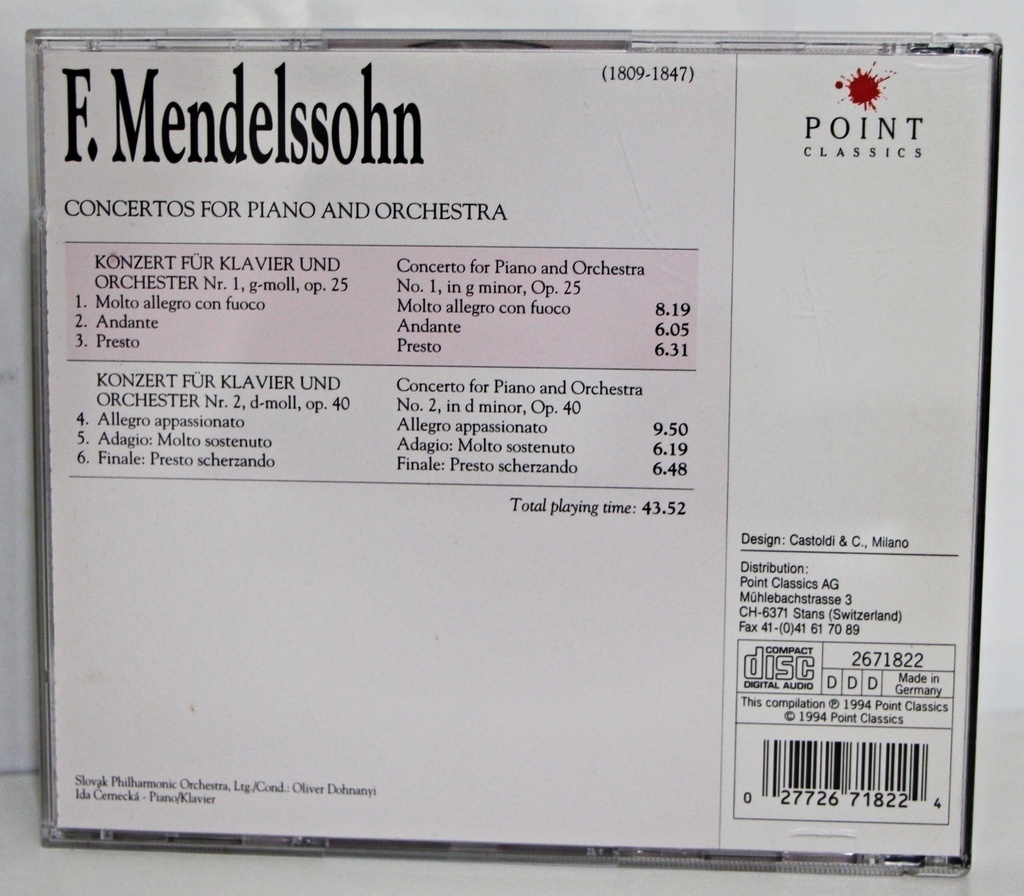 F. Mendelssohn
(1809-1847)
CONCERTOS FOR PIANO AND ORCHESTRA
KONZERT FÜR KLAVIER UND
ORCHESTER Nr. 1, g-moll, op. 25
1. Molto allegro con fuoco
2. Andante
3. Presto
Concerto for Piano and Orchestra
No. 1, in g minor, Op. 25
Molto allegro con fuoco 8.19
Andante 6.05
Presto 6.31
KONZERT FÜR KLAVIER UND
ORCHESTER Nr. 2, d-moll, op. 40
4. Allegro appassionato
5. Adagio: Molto sostenuto
6. Finale: Presto scherzando
Concerto for Piano and Orchestra
No. 2, in d minor, Op. 40
Allegro appassionato 9.50
Adagio: Molto sostenuto 6.19
Finale: Presto scherzando 6.48
Total playing time: 43.52
Slovak Philharmonic Orchestra, Ltg./Cond.: Oliver Dohnanyi
Ida Černecká - Piano/Klavier
POINT
CLASSICS
Design: Castoldi & C., Milano
Distribution:
Point Classics AG
Mühlebachstrasse 3
CH-6371 Stans (Switzerland)
Fax 41-(0)41 61 70 89
COMPACT
disc
DIGITAL AUDIO
2671822
D D D
Made in
Germany
This compilation ℗ 1994 Point Classics
© 1994 Point Classics
0 27726 71822 4